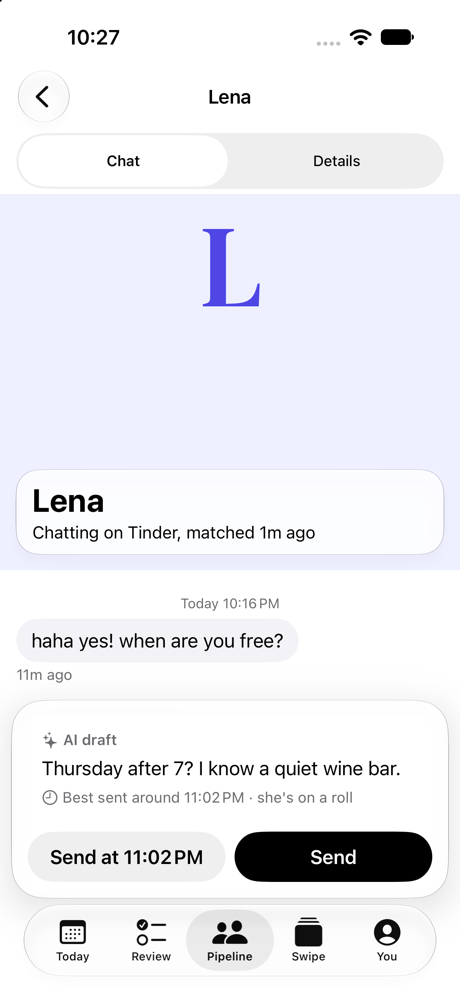 10:27
Lena
Chat
Details
L
Lena
Chatting on Tinder, matched 1m ago
Today 10:16 PM
haha yes! when are you free?
11m ago
AI draft
Thursday after 7? I know a quiet wine bar.
Best sent around 11:02 PM · she's on a roll
Send at 11:02 PM
Send
Today
Review
Pipeline
Swipe
You